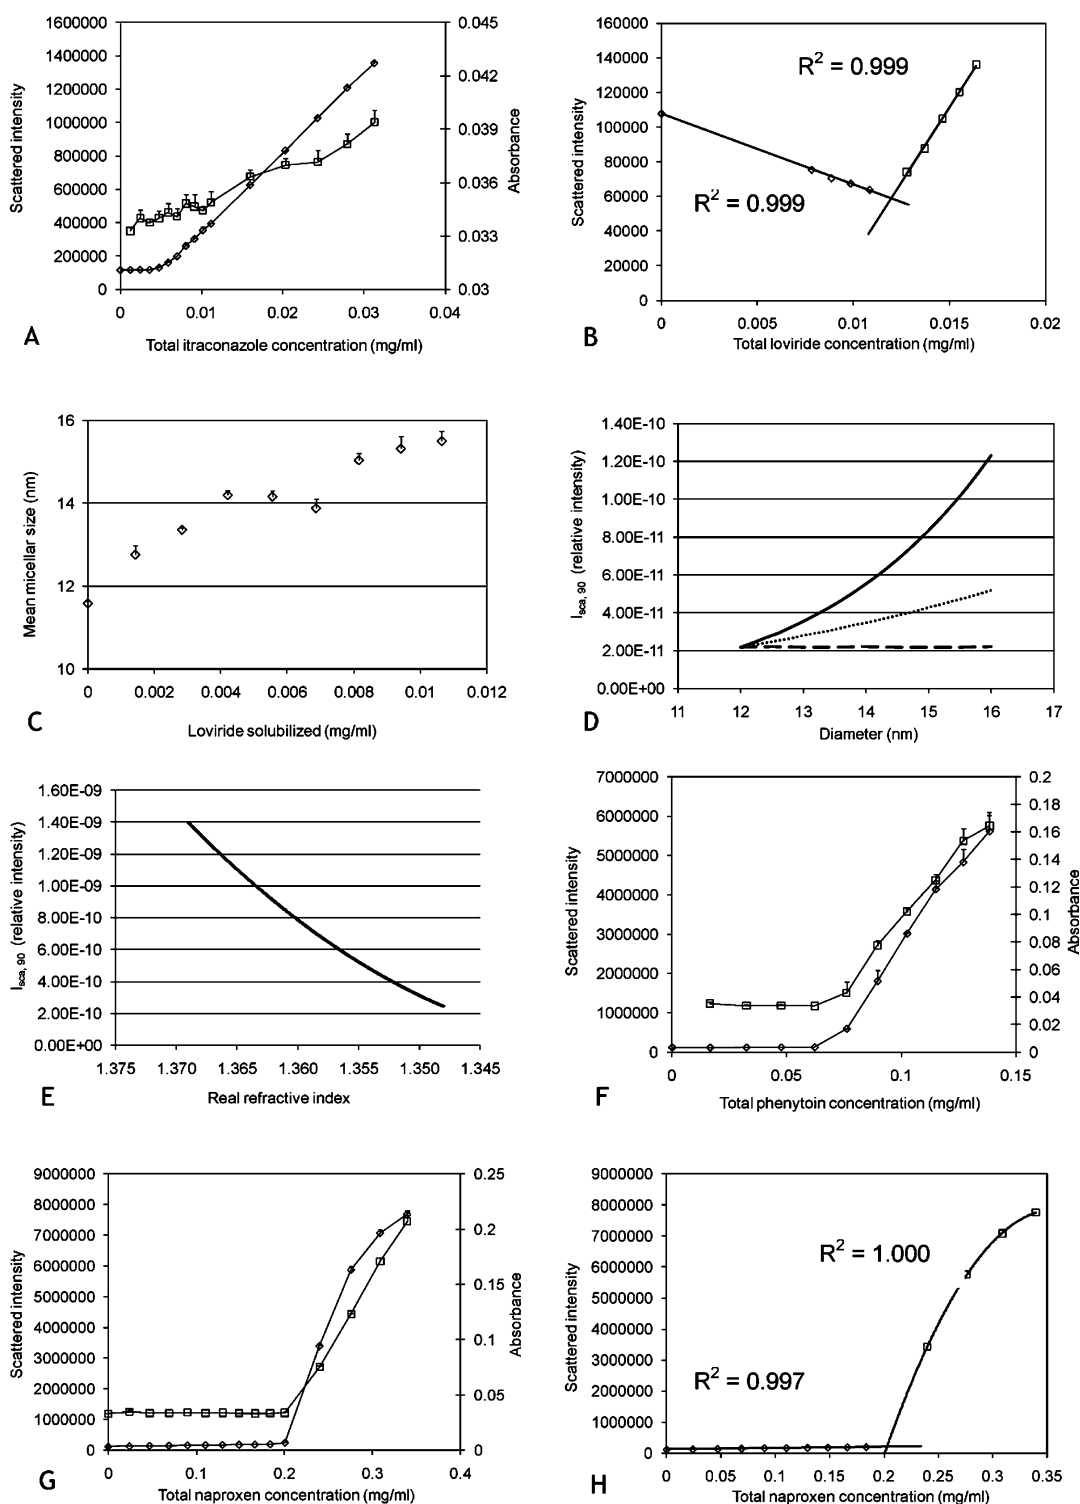 1600000
1400000
1200000
1000000
800000
600000
400000
200000
0
0.045
0.042
0.039
0.036
0.033
0.03
0
0.01
0.02
0.03
0.04
Scattered intensity
Absorbance
Total itraconazole concentration (mg/ml)
A
160000
140000
120000
100000
80000
60000
40000
20000
0
0
0.005
0.01
0.015
0.02
Scattered intensity
R² = 0.999
R² = 0.999
Total loviride concentration (mg/ml)
B
16
14
12
10
0
0.002
0.004
0.006
0.008
0.01
0.012
Mean micellar size (nm)
Loviride solubilized (mg/ml)
C
1.40E-10
1.20E-10
1.00E-10
8.00E-11
6.00E-11
4.00E-11
2.00E-11
0.00E+00
11
12
13
14
15
16
17
Isca, 90 (relative intensity)
Diameter (nm)
D
1.60E-09
1.40E-09
1.20E-09
1.00E-09
8.00E-10
6.00E-10
4.00E-10
2.00E-10
0.00E+00
1.375
1.370
1.365
1.360
1.355
1.350
1.345
Isca, 90 (relative intensity)
Real refractive index
E
7000000
6000000
5000000
4000000
3000000
2000000
1000000
0
0.2
0.18
0.16
0.14
0.12
0.1
0.08
0.06
0.04
0.02
0
0
0.05
0.1
0.15
Scattered intensity
Absorbance
Total phenytoin concentration (mg/ml)
F
9000000
8000000
7000000
6000000
5000000
4000000
3000000
2000000
1000000
0
0.25
0.2
0.15
0.1
0.05
0
0
0.1
0.2
0.3
0.4
Scattered intensity
Absorbance
Total naproxen concentration (mg/ml)
G
9000000
8000000
7000000
6000000
5000000
4000000
3000000
2000000
1000000
0
0
0.05
0.1
0.15
0.2
0.25
0.3
0.35
Scattered intensity
R² = 1.000
R² = 0.997
Total naproxen concentration (mg/ml)
H